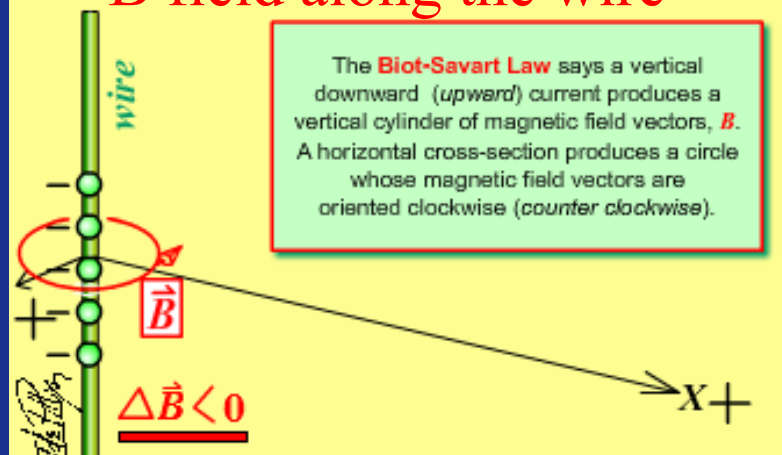 B field along the wire
wire
The Biot-Savart Law says a vertical
downward (upward) current produces a
vertical cylinder of magnetic field vectors, B.
A horizontal cross-section produces a circle
whose magnetic field vectors are
oriented clockwise (counter clockwise).
−
−
−
−
−
+
B⃗
X+
△B⃗<0